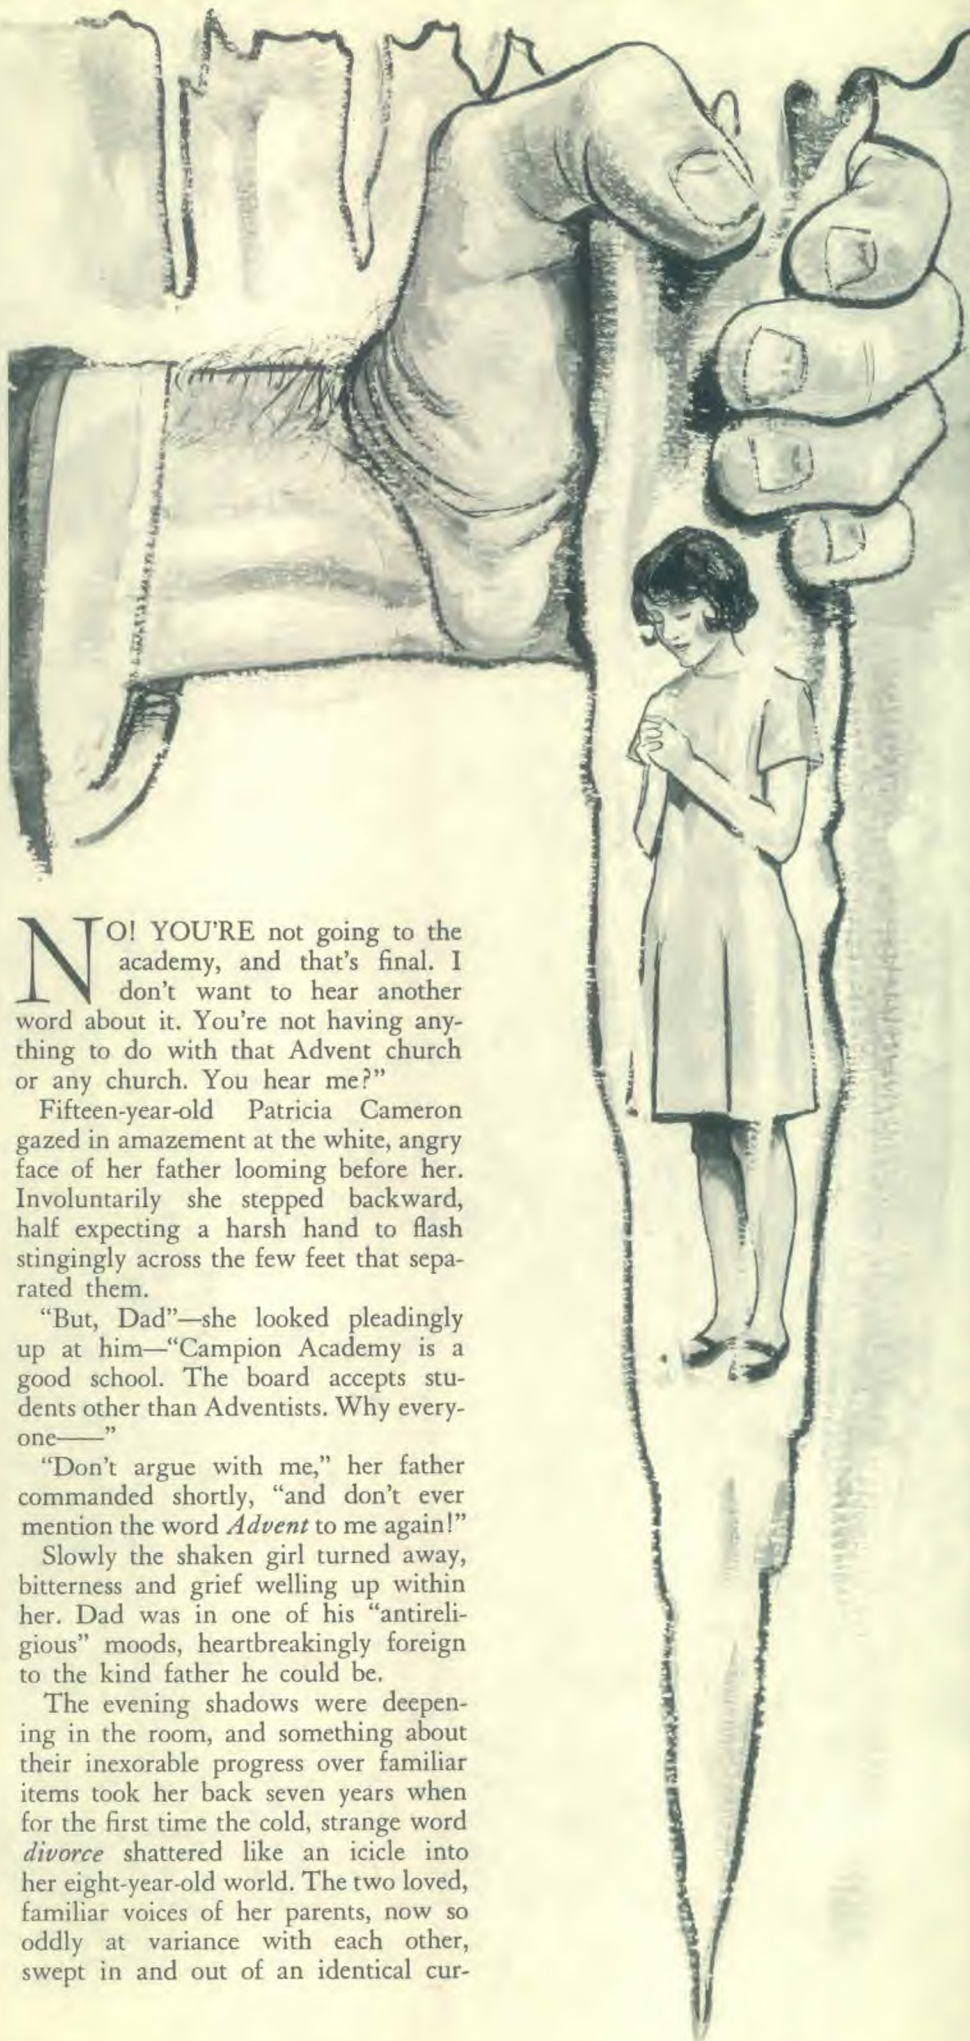 NO! YOU'RE not going to the
academy, and that's final. I
don't want to hear another
word about it. You're not having any-
thing to do with that Advent church
or any church. You hear me?”
Fifteen-year-old Patricia Cameron
gazed in amazement at the white, angry
face of her father looming before her.
Involuntarily she stepped backward,
half expecting a harsh hand to flash
stingingly across the few feet that sepa-
rated them.
“But, Dad”—she looked pleadingly
up at him—“Campion Academy is a
good school. The board accepts stu-
dents other than Adventists. Why every-
one——”
“Don't argue with me,” her father
commanded shortly, “and don't ever
mention the word Advent to me again!”
Slowly the shaken girl turned away,
bitterness and grief welling up within
her. Dad was in one of his “antireli-
gious” moods, heartbreakingly foreign
to the kind father he could be.
The evening shadows were deepen-
ing in the room, and something about
their inexorable progress over familiar
items took her back seven years when
for the first time the cold, strange word
divorce shattered like an icicle into
her eight-year-old world. The two loved,
familiar voices of her parents, now so
oddly at variance with each other,
swept in and out of an identical cur-